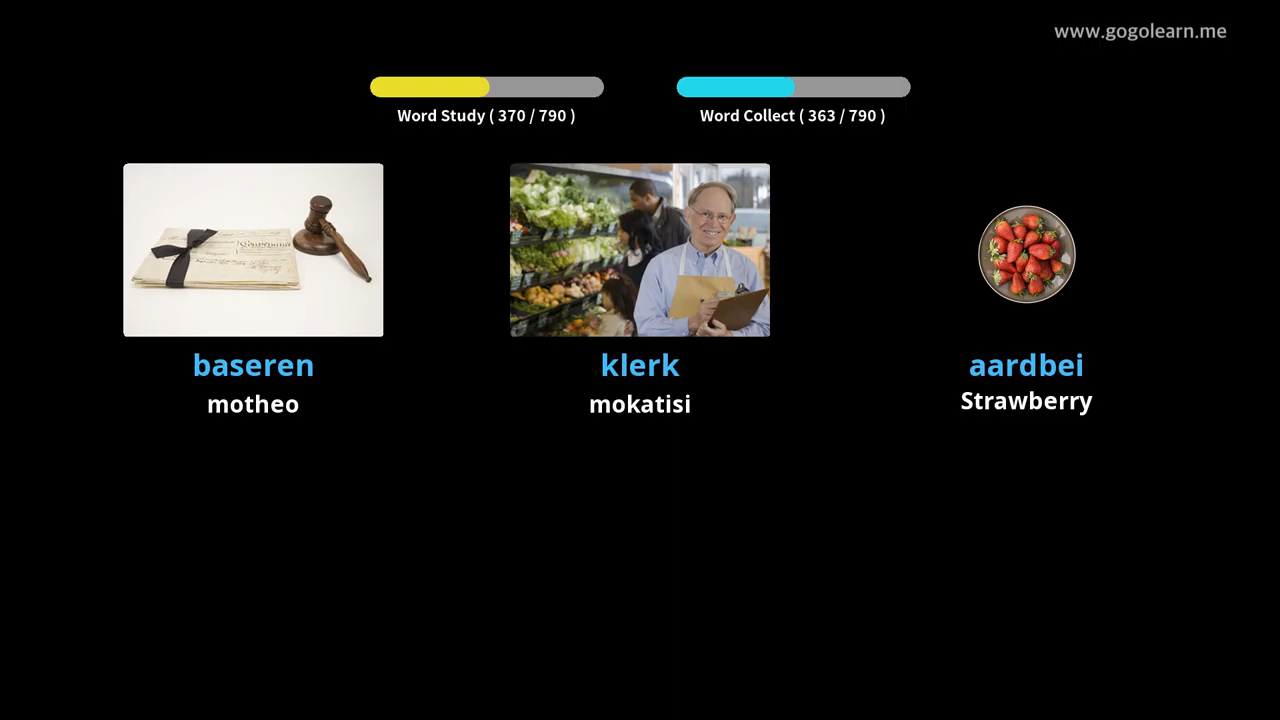 www.gogolearn.me
Word Study ( 370 / 790 )
Word Collect ( 363 / 790 )
baseren
motheo
klerk
mokatisi
aardbei
Strawberry